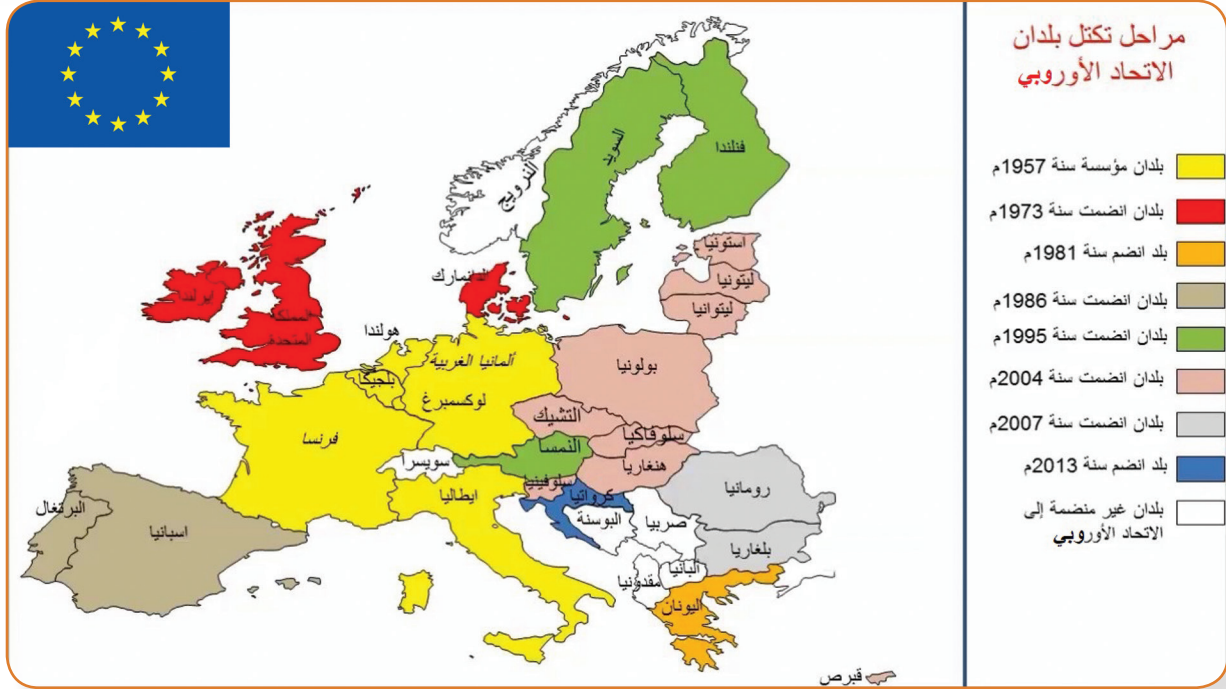 مراحل تكتل بلدان
الاتحاد الأوروبي
بلدان مؤسسة سنة 1957م
بلدان انضمت سنة 1973م
بلد انضم سنة 1981م
بلدان انضمت سنة 1986م
بلدان انضمت سنة 1995م
بلدان انضمت سنة 2004م
بلدان انضمت سنة 2007م
بلد انضم سنة 2013م
بلدان غير منضمة إلى
الاتحاد الأوروبي
فنلندا
السويد
النرويج
استونيا
ليتونيا
ليتوانيا
الدانمارك
إيرلندا
المملكة
المتحدة
هولندا
بلجيكا
ألمانيا الغربية
لوكسمبرغ
بولونيا
التشيك
سلوفاكيا
فرنسا
سويسرا
النمسا
هنغاريا
سلوفينيا
كرواتيا
رومانيا
ايطاليا
البوسنة
صربيا
بلغاريا
البرتغال
اسبانيا
ألبانيا
مقدونيا
اليونان
قبرص